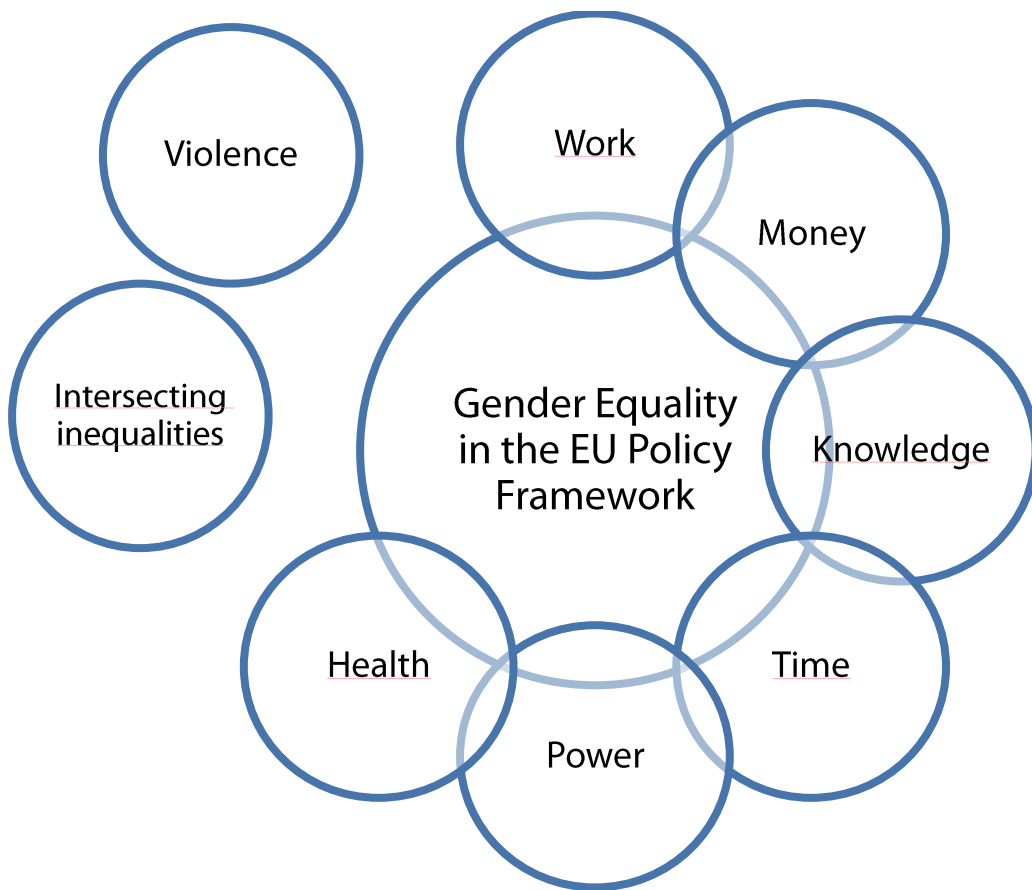 Violence
Work
Money
Intersecting
inequalities
Gender Equality
in the EU Policy
Framework
Knowledge
Health
Time
Power